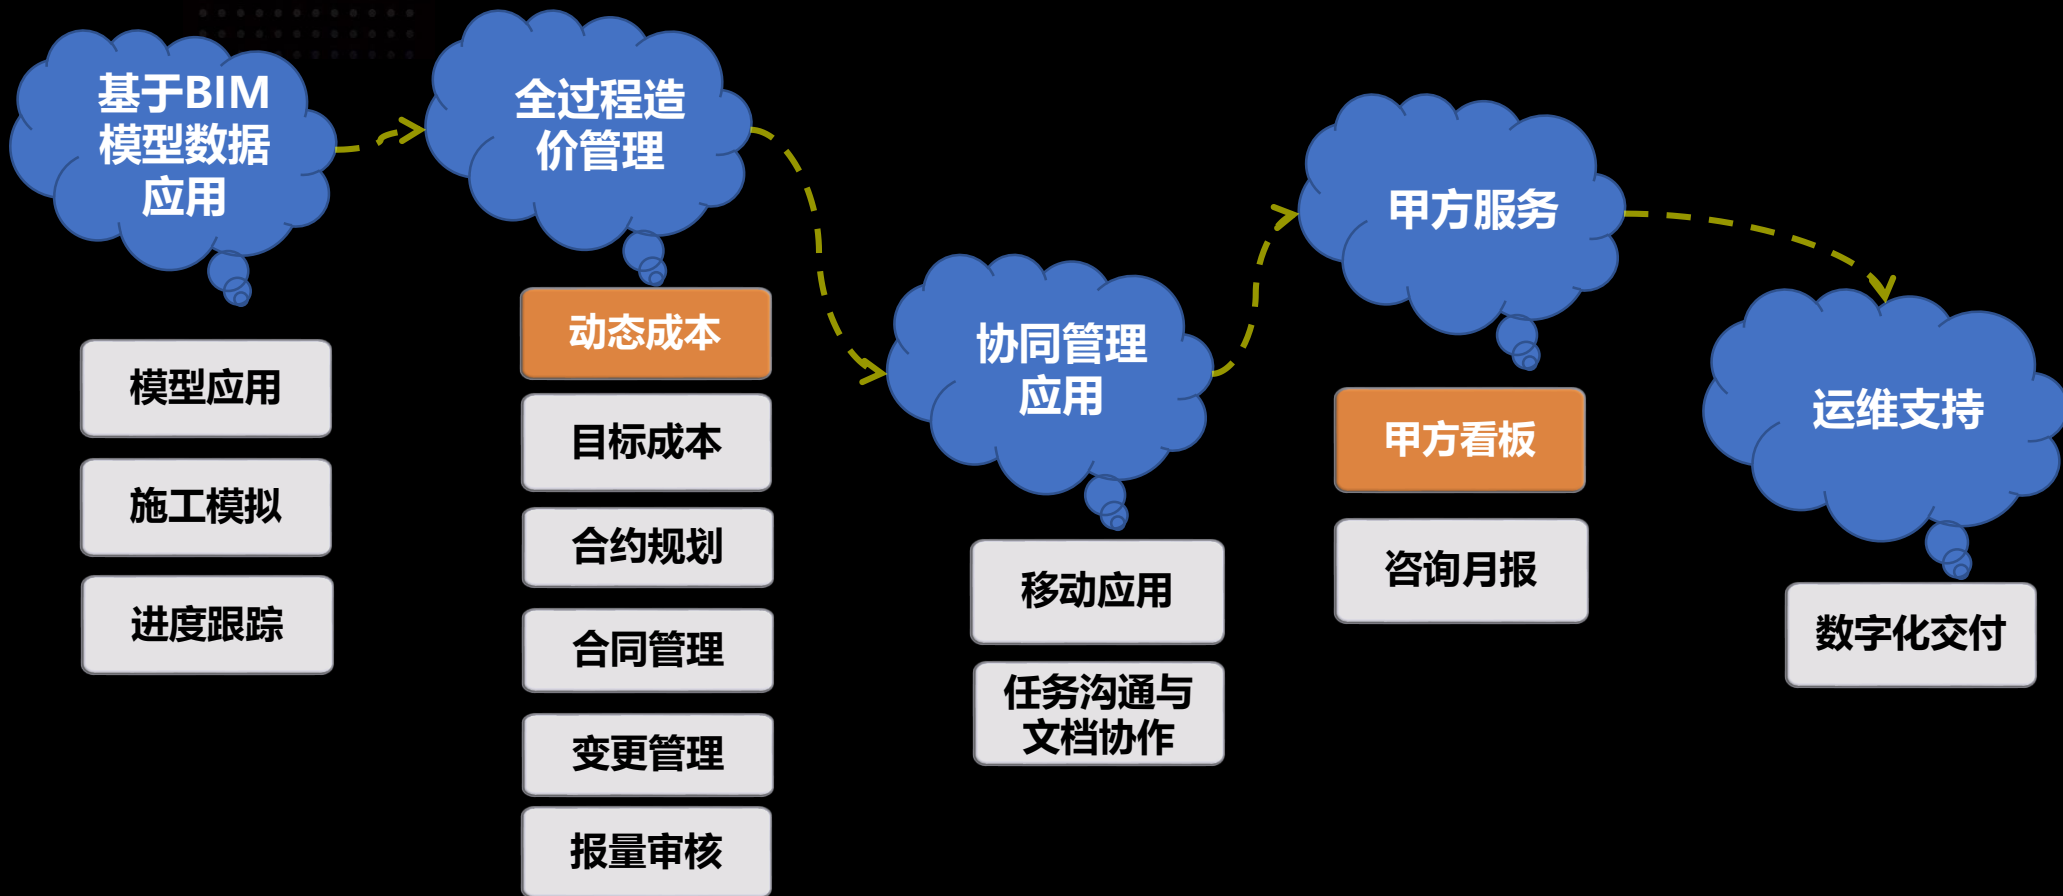 基于BIM
模型数据
应用
模型应用
施工模拟
进度跟踪
全过程造
价管理
动态成本
目标成本
合约规划
合同管理
变更管理
报量审核
协同管理
应用
移动应用
任务沟通与
文档协作
甲方服务
甲方看板
咨询月报
运维支持
数字化交付